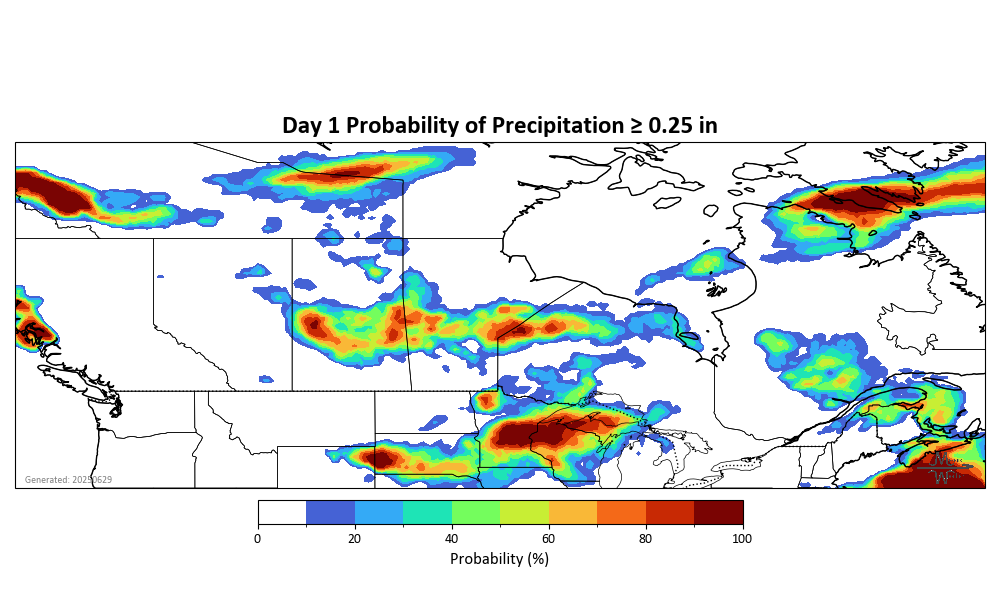 Day 1 Probability of Precipitation ≥ 0.25 in
Generated: 20250629
0 20 40 60 80 100
Probability (%)